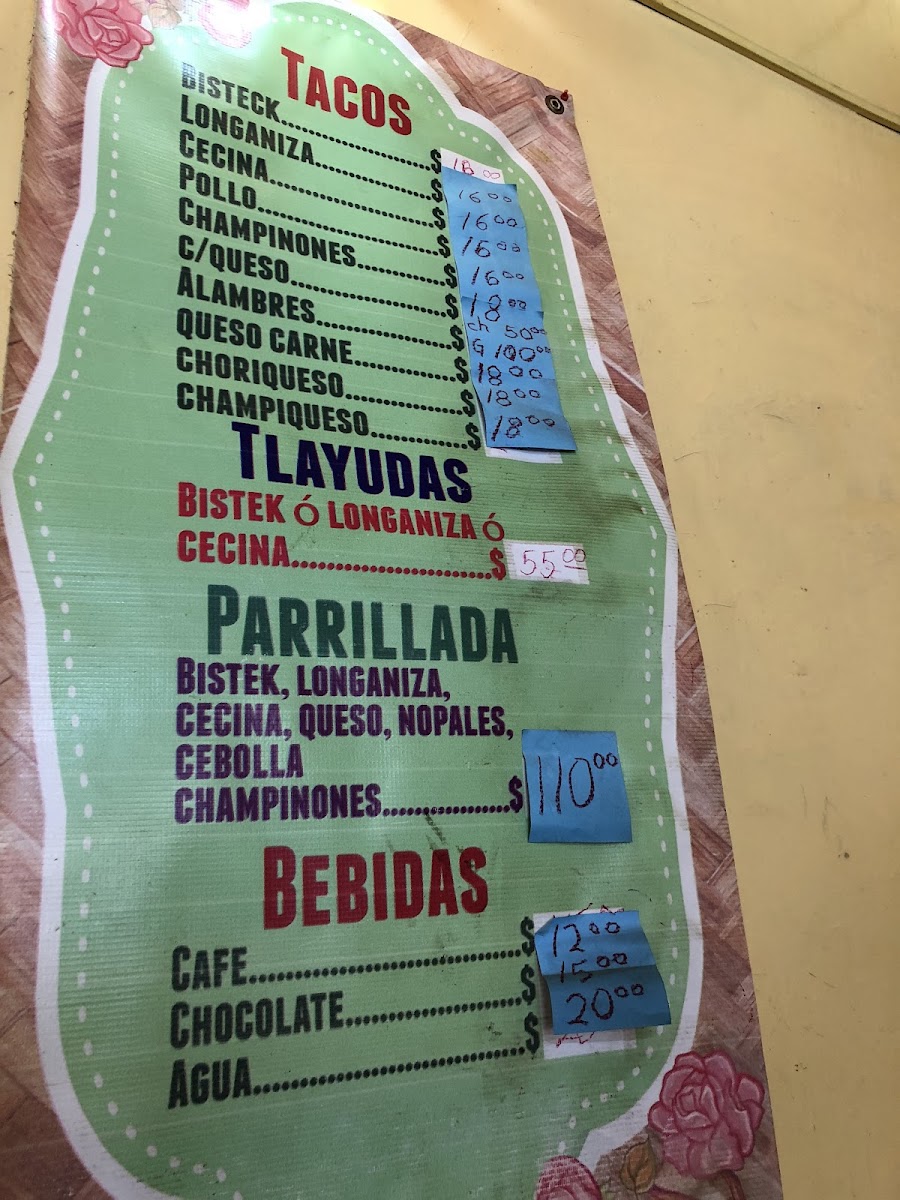 TACOS
BISTECK........................$ 18 00
LONGANIZA....................$ 16 00
CECINA..........................$ 16 00
POLLO...........................$ 16 00
CHAMPINONES..............$ 16 00
C/QUESO.......................$ 18 00
ALAMBRES....................$ ch 50 00
G 100 00
QUESO CARNE................$ 18 00
CHORIQUESO.................$ 18 00
CHAMPIQUESO..............$ 18 00
TLAYUDAS
BISTEK Ó LONGANIZA Ó
CECINA..........................$ 55 00
PARRILLADA
BISTEK, LONGANIZA,
CECINA, QUESO, NOPALES,
CEBOLLA
CHAMPINONES................$ 110 00
BEBIDAS
CAFE................................$ 12 00
CHOCOLATE.....................$ 15 00
AGUA................................$ 20 00